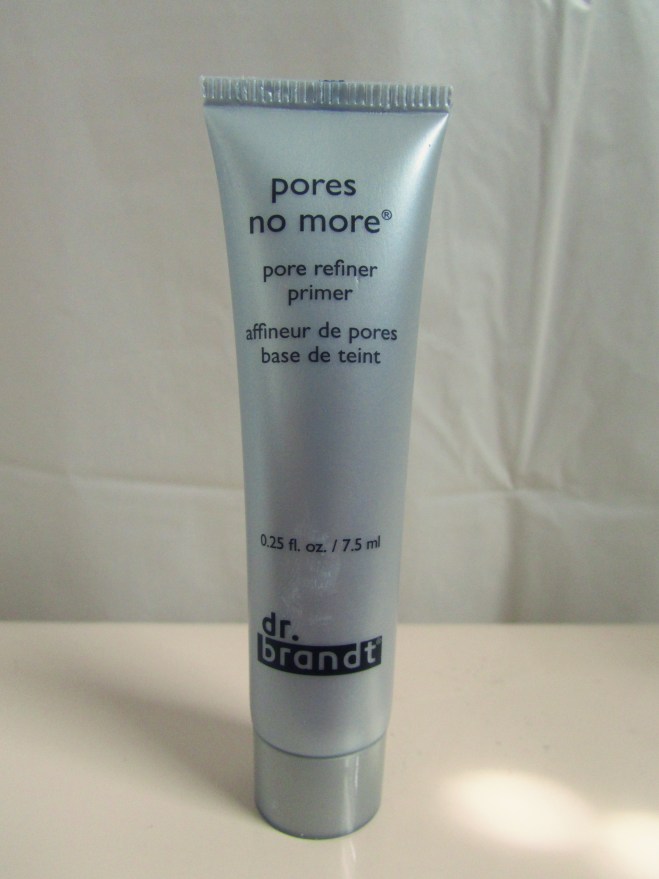 pores
no more®
pore refiner
primer
affineur de pores
base de teint
0.25 fl. oz. / 7.5 ml
dr.
brandt®